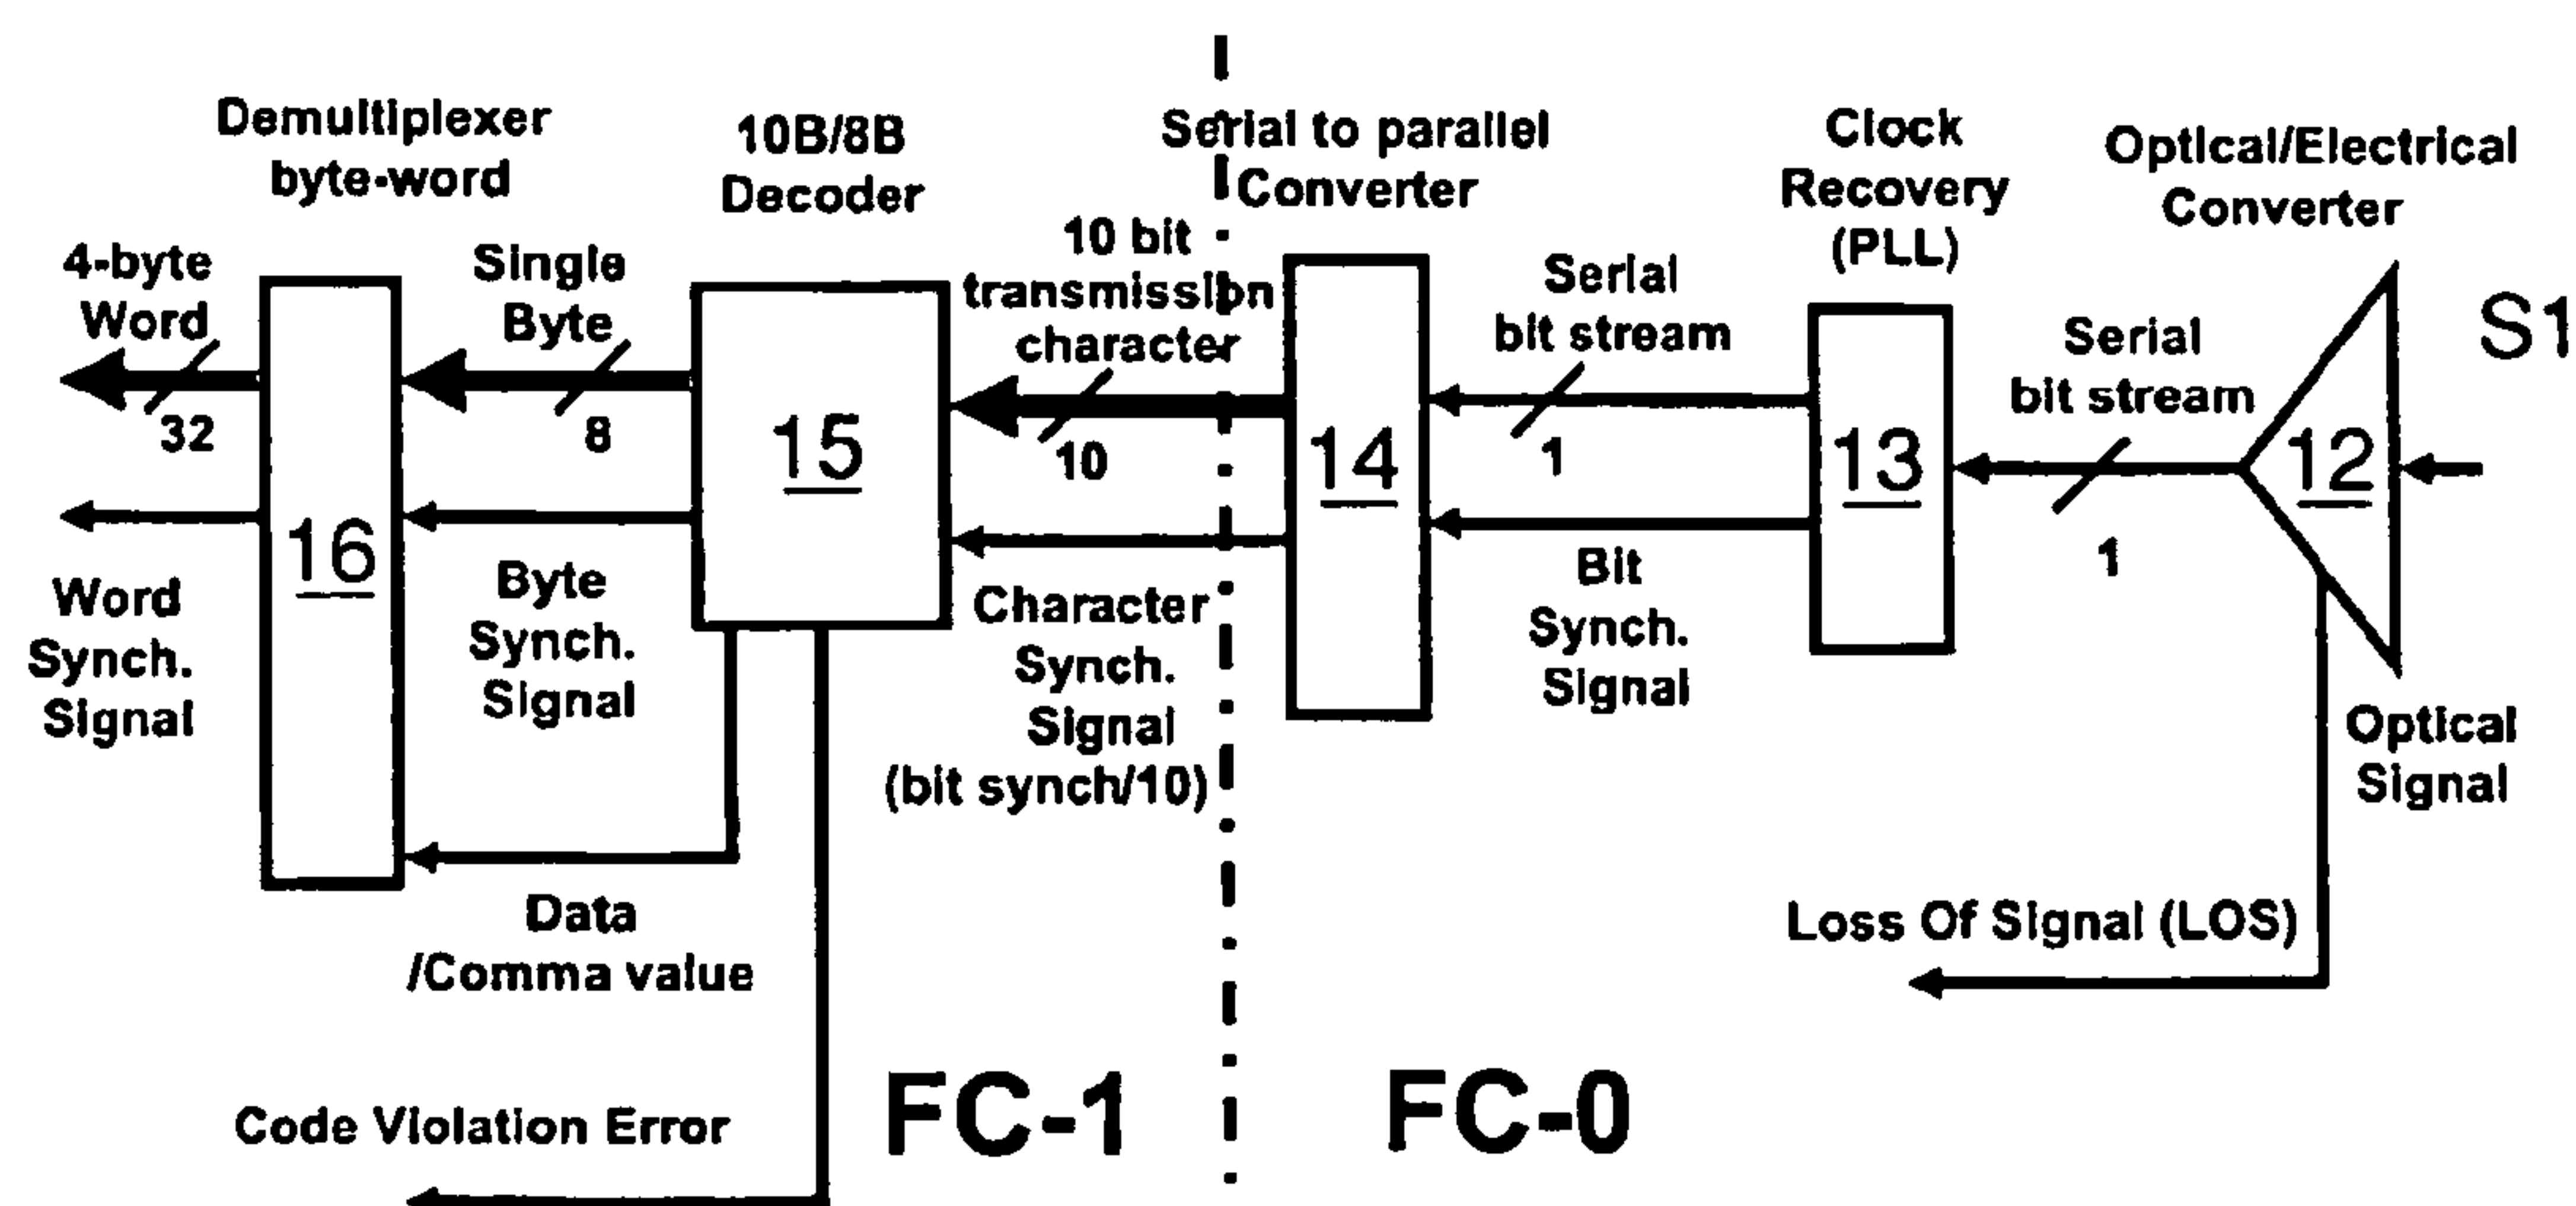 Demultiplexer
byte-word
10B/8B
Decoder
Serial to parallel
Converter
Clock
Recovery
(PLL)
Optical/Electrical
Converter
4-byte
Word
32
Single
Byte
8
10 bit
transmission
character
10
Serial
bit stream
1
Serial
bit stream
1
S1
16
15
14
13
12
Word
Synch.
Signal
Byte
Synch.
Signal
Character
Synch.
Signal
(bit synch/10)
Bit
Synch.
Signal
Optical
Signal
Data
/Comma value
Loss Of Signal (LOS)
Code Violation Error
FC-1
FC-0